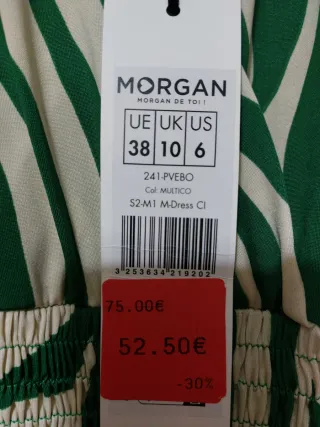 MORGAN
MORGAN DE TOI !
UE UK US
38 10 6
241-PVEBO
Col: MULTICO
S2-M1 M-Dress Cl
3 253634 219202
75.00€
52.50€
-30%